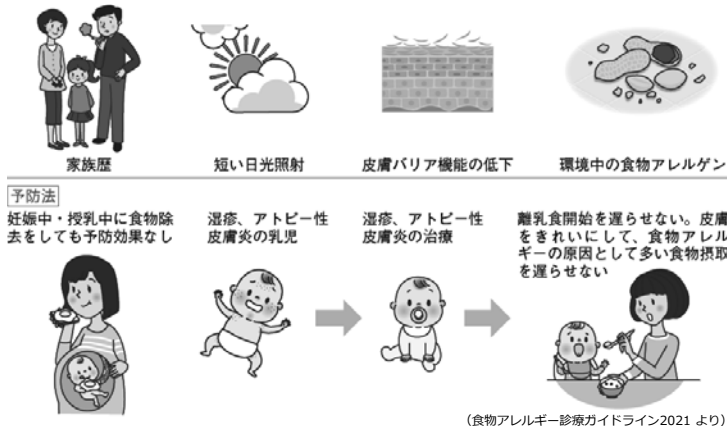 家族歴
短い日光照射
皮膚バリア機能の低下
環境中の食物アレルゲン
予防法
妊娠中・授乳中に食物除
去をしても予防効果なし
湿疹、アトピー性
皮膚炎の乳児
湿疹、アトピー性
皮膚炎の治療
離乳食開始を遅らせない。皮膚
をきれいにして、食物アレル
ギーの原因として多い食物摂取
を遅らせない
（食物アレルギー診療ガイドライン2021 より）